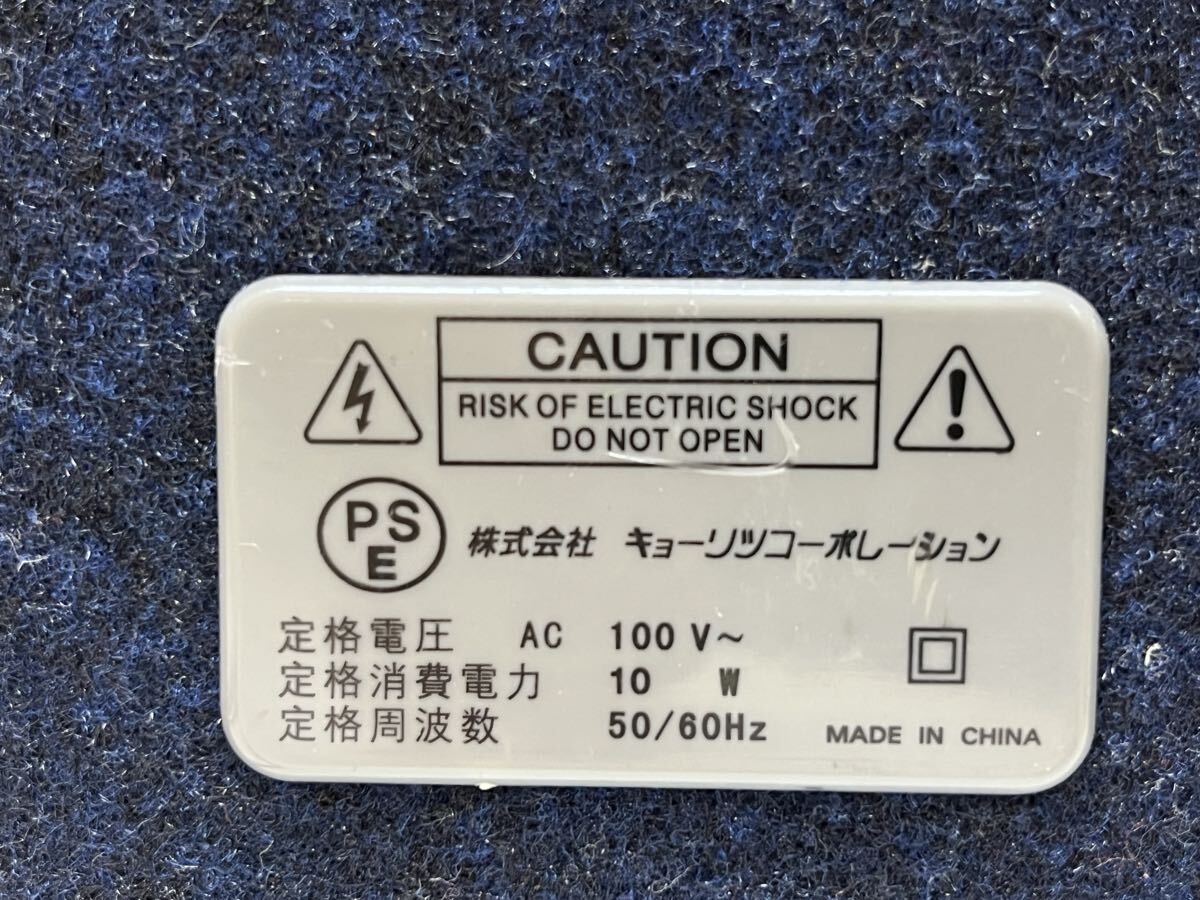 CAUTION
RISK OF ELECTRIC SHOCK
DO NOT OPEN
PSE
株式会社 キョーリツコーポレーション
定格電圧 AC 100 V~
定格消費電力 10 W
定格周波数 50/60Hz
MADE IN CHINA